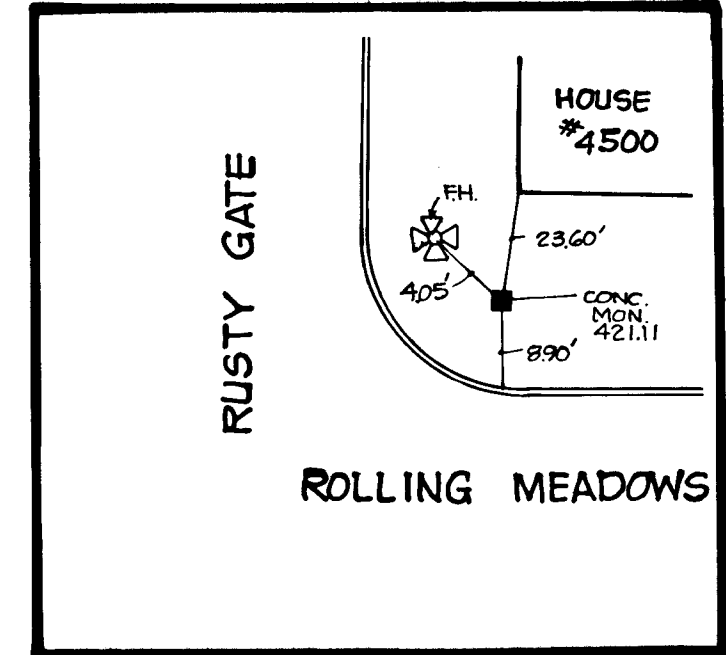 HOUSE
#4500
F.H.
23.60'
4.05'
CONC.
MON.
421.11
8.90'
RUSTY GATE
ROLLING MEADOWS